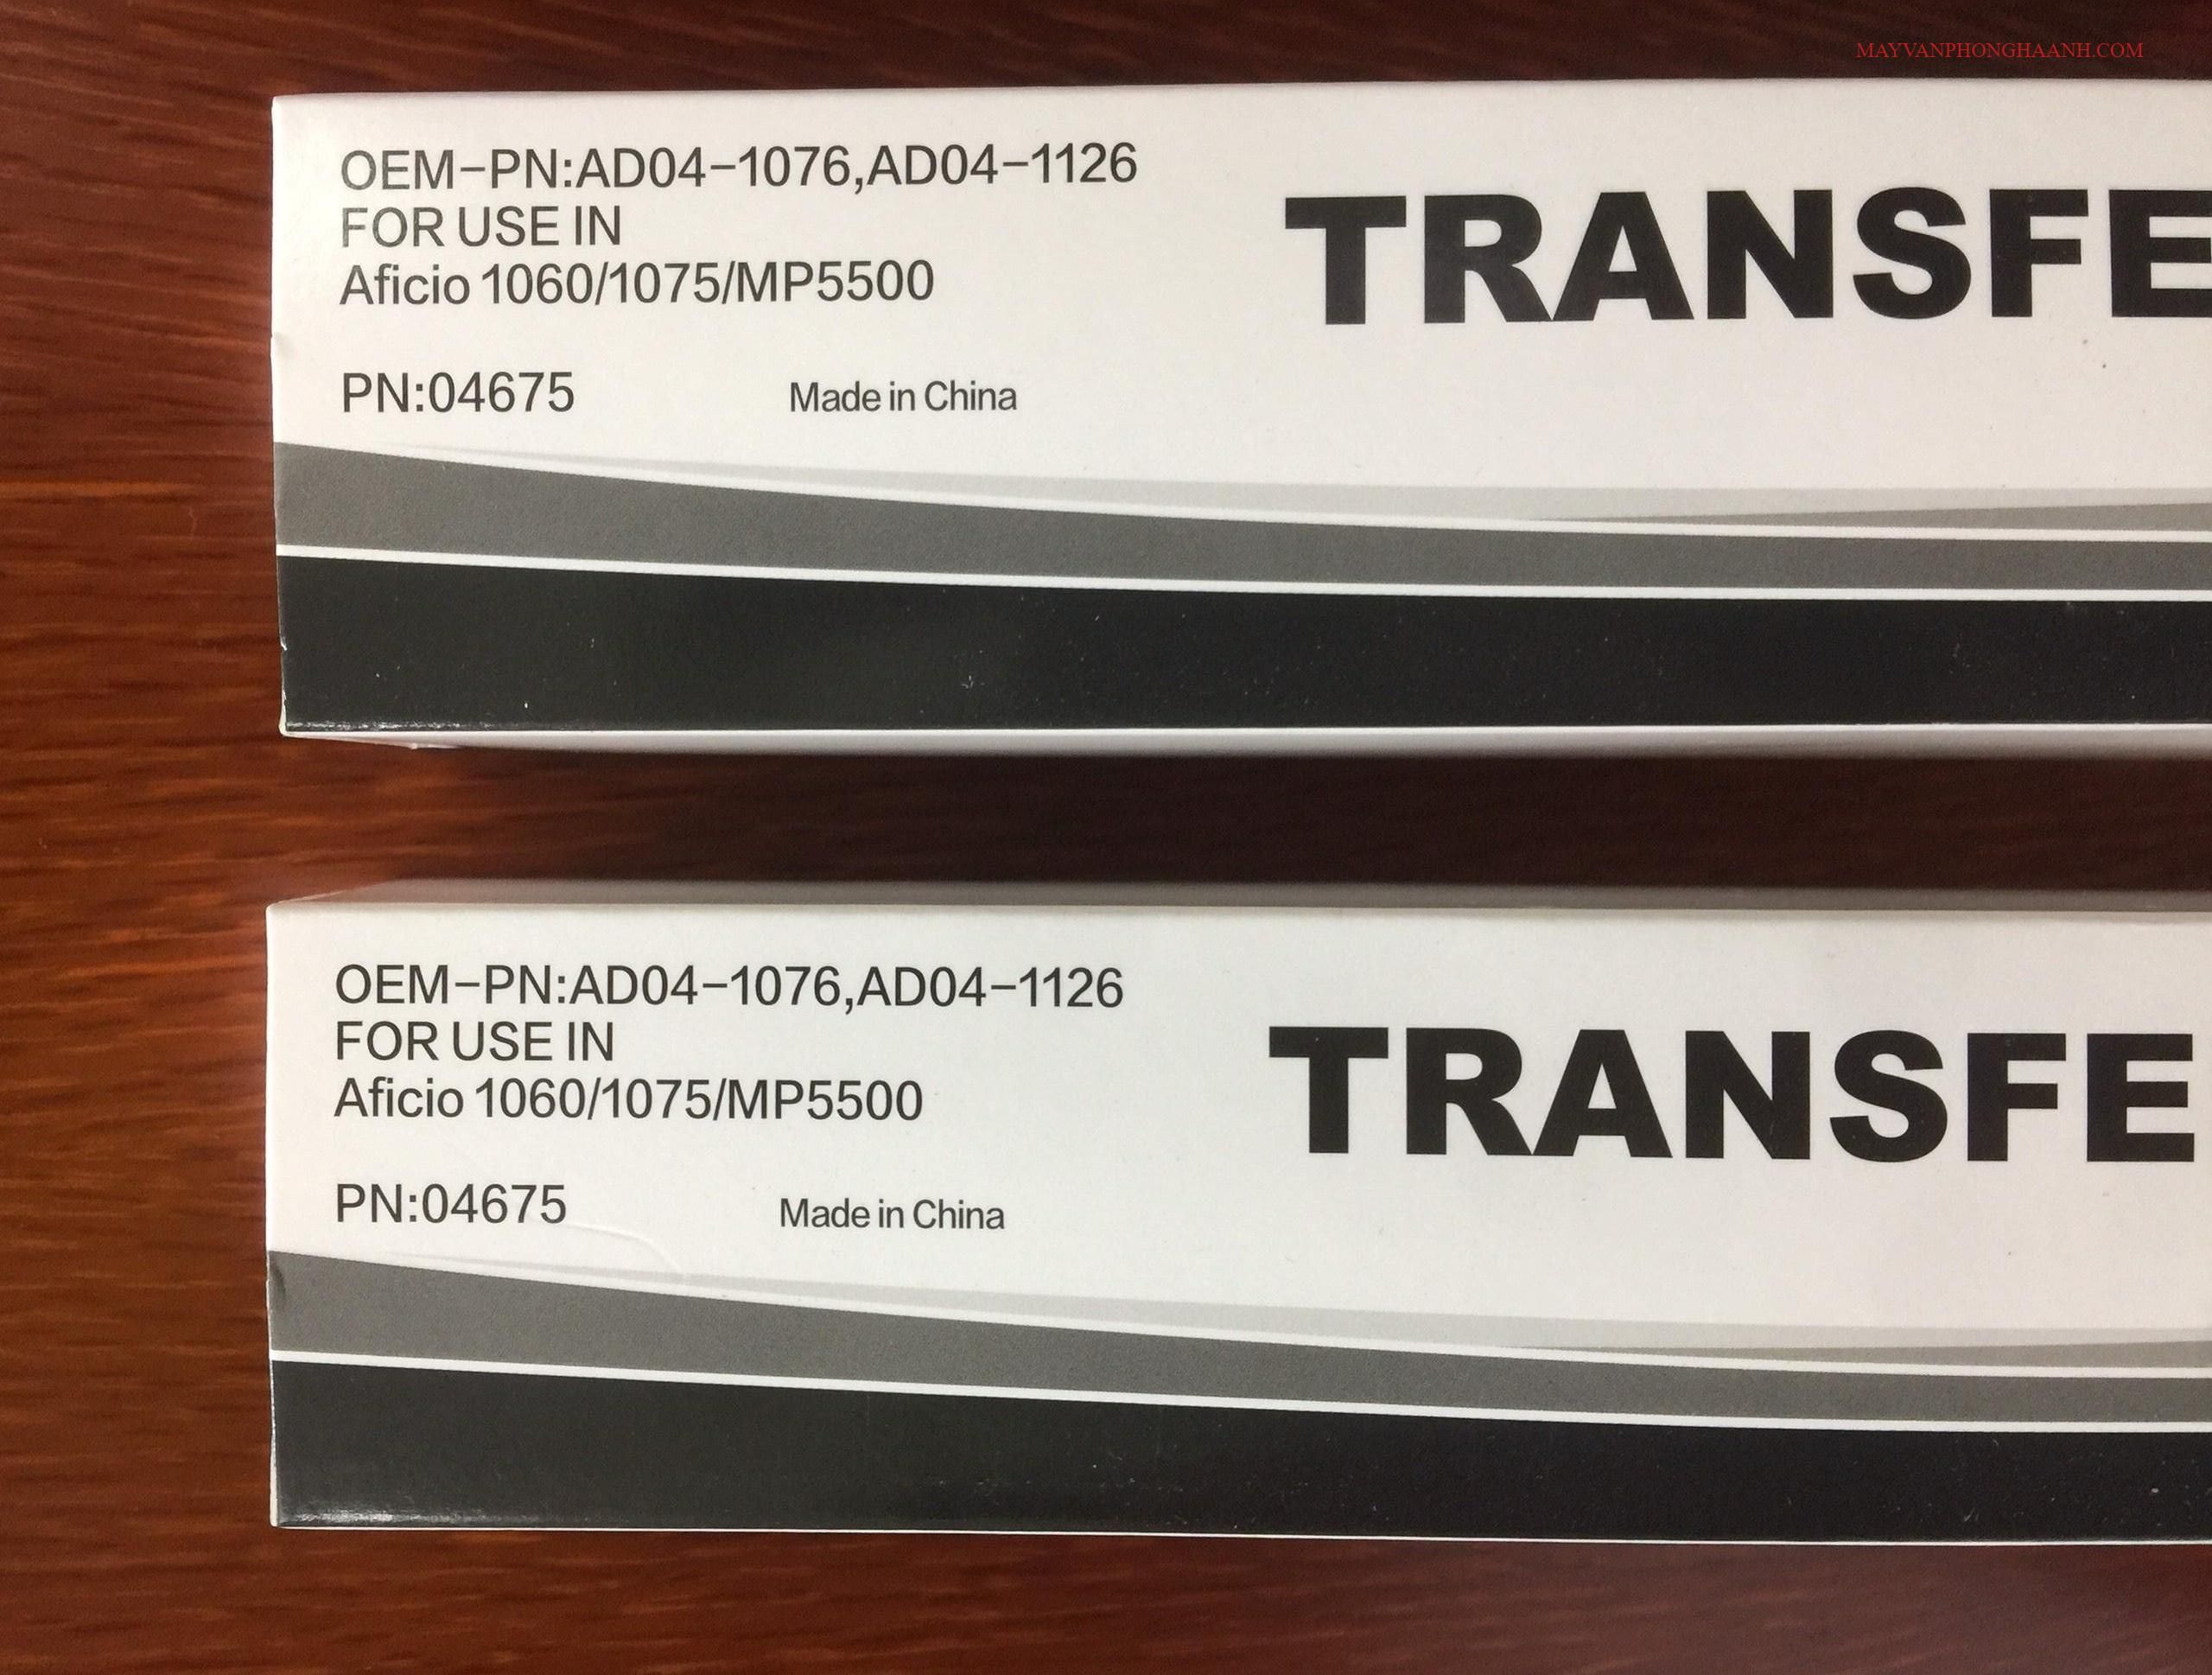 MAYVANPHONGHAANH.COM
OEM-PN:AD04-1076,AD04-1126
FOR USE IN
Aficio 1060/1075/MP5500
PN:04675
Made in China
TRANSFE
OEM-PN:AD04-1076,AD04-1126
FOR USE IN
Aficio 1060/1075/MP5500
PN:04675
Made in China
TRANSFE